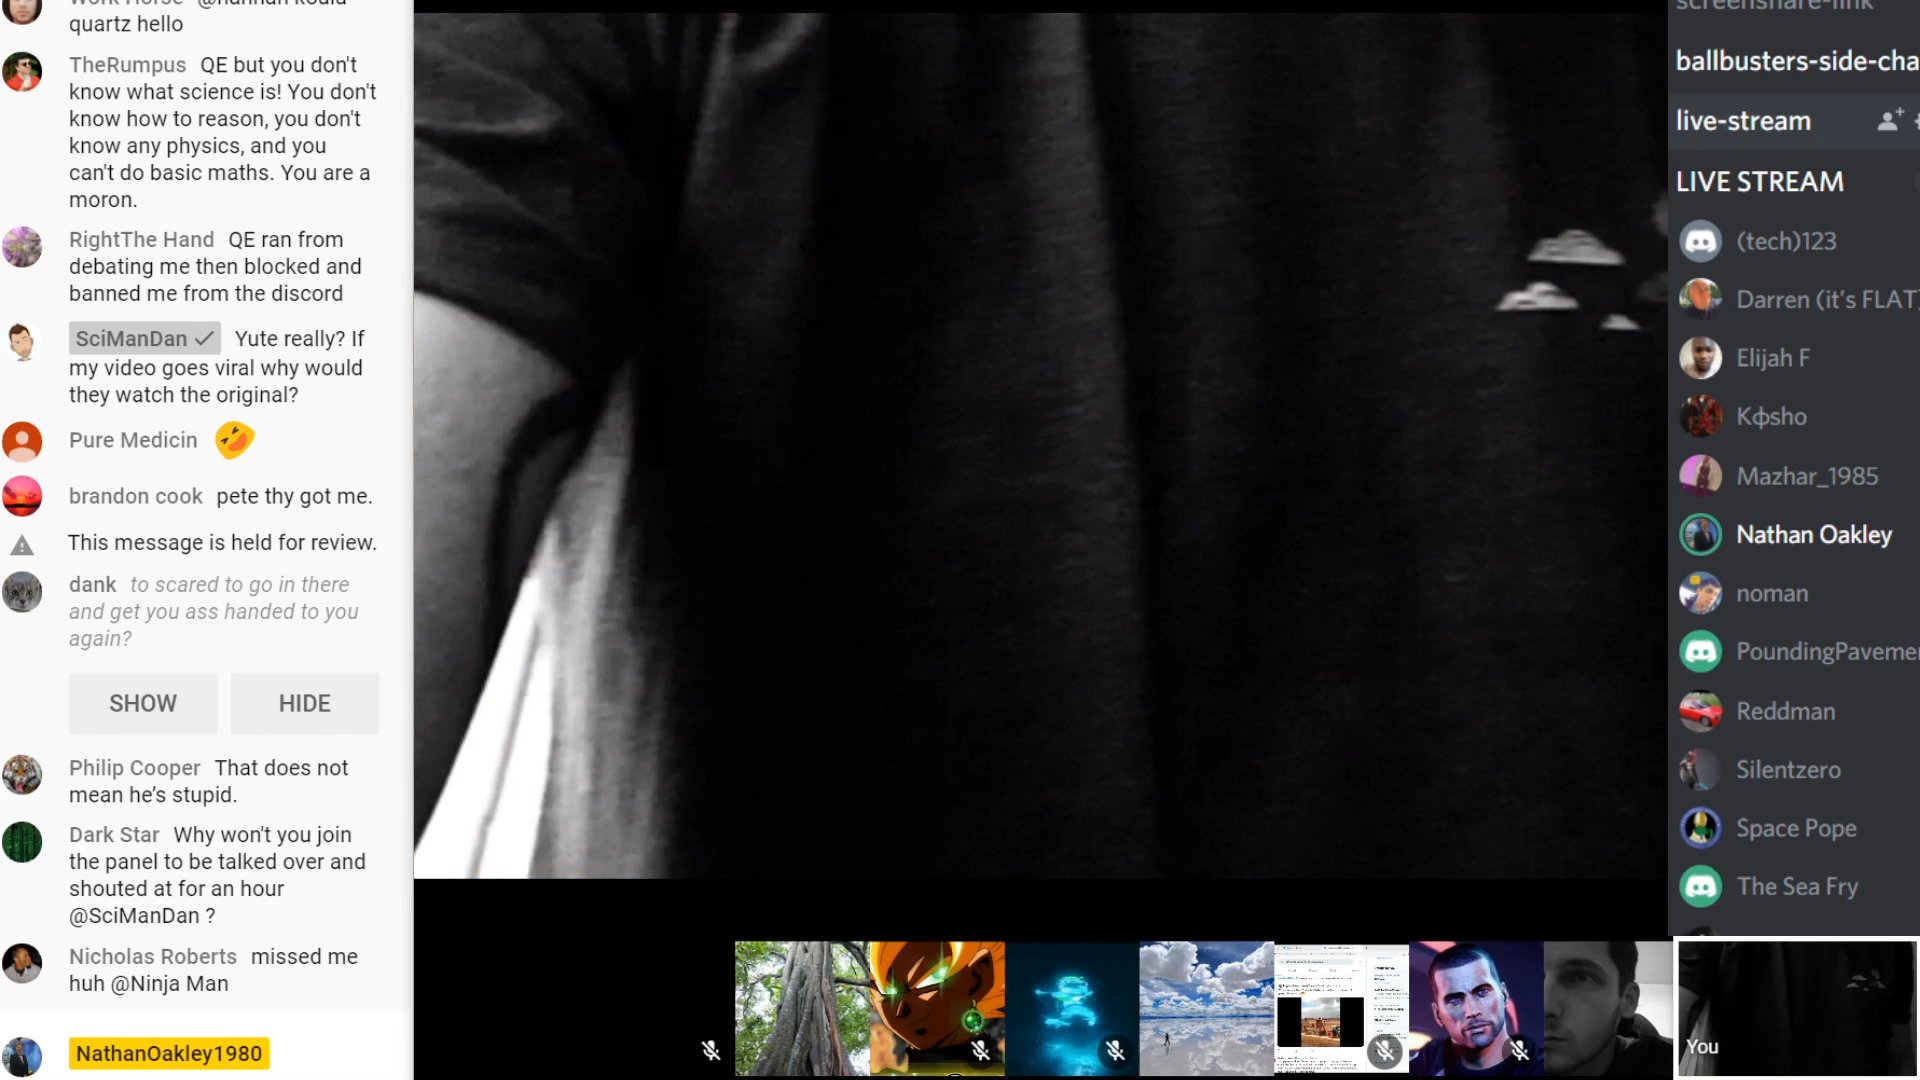 Work Horse @hannah koala
quartz hello
TheRumpus QE but you don't
know what science is! You don't
know how to reason, you don't
know any physics, and you
can't do basic maths. You are a
moron.
RightThe Hand QE ran from
debating me then blocked and
banned me from the discord
SciManDan Yute really? If
my video goes viral why would
they watch the original?
Pure Medicin
brandon cook pete thy got me.
This message is held for review.
dank to scared to go in there
and get you ass handed to you
again?
SHOW HIDE
Philip Cooper That does not
mean he's stupid.
Dark Star Why won't you join
the panel to be talked over and
shouted at for an hour
@SciManDan ?
Nicholas Roberts missed me
huh @Ninja Man
NathanOakley1980
You
screenshare-link
ballbusters-side-cha
live-stream
LIVE STREAM
(tech)123
Darren (it's FLAT
Elijah F
Kφsho
Mazhar_1985
Nathan Oakley
noman
PoundingPaveme
Reddman
Silentzero
Space Pope
The Sea Fry